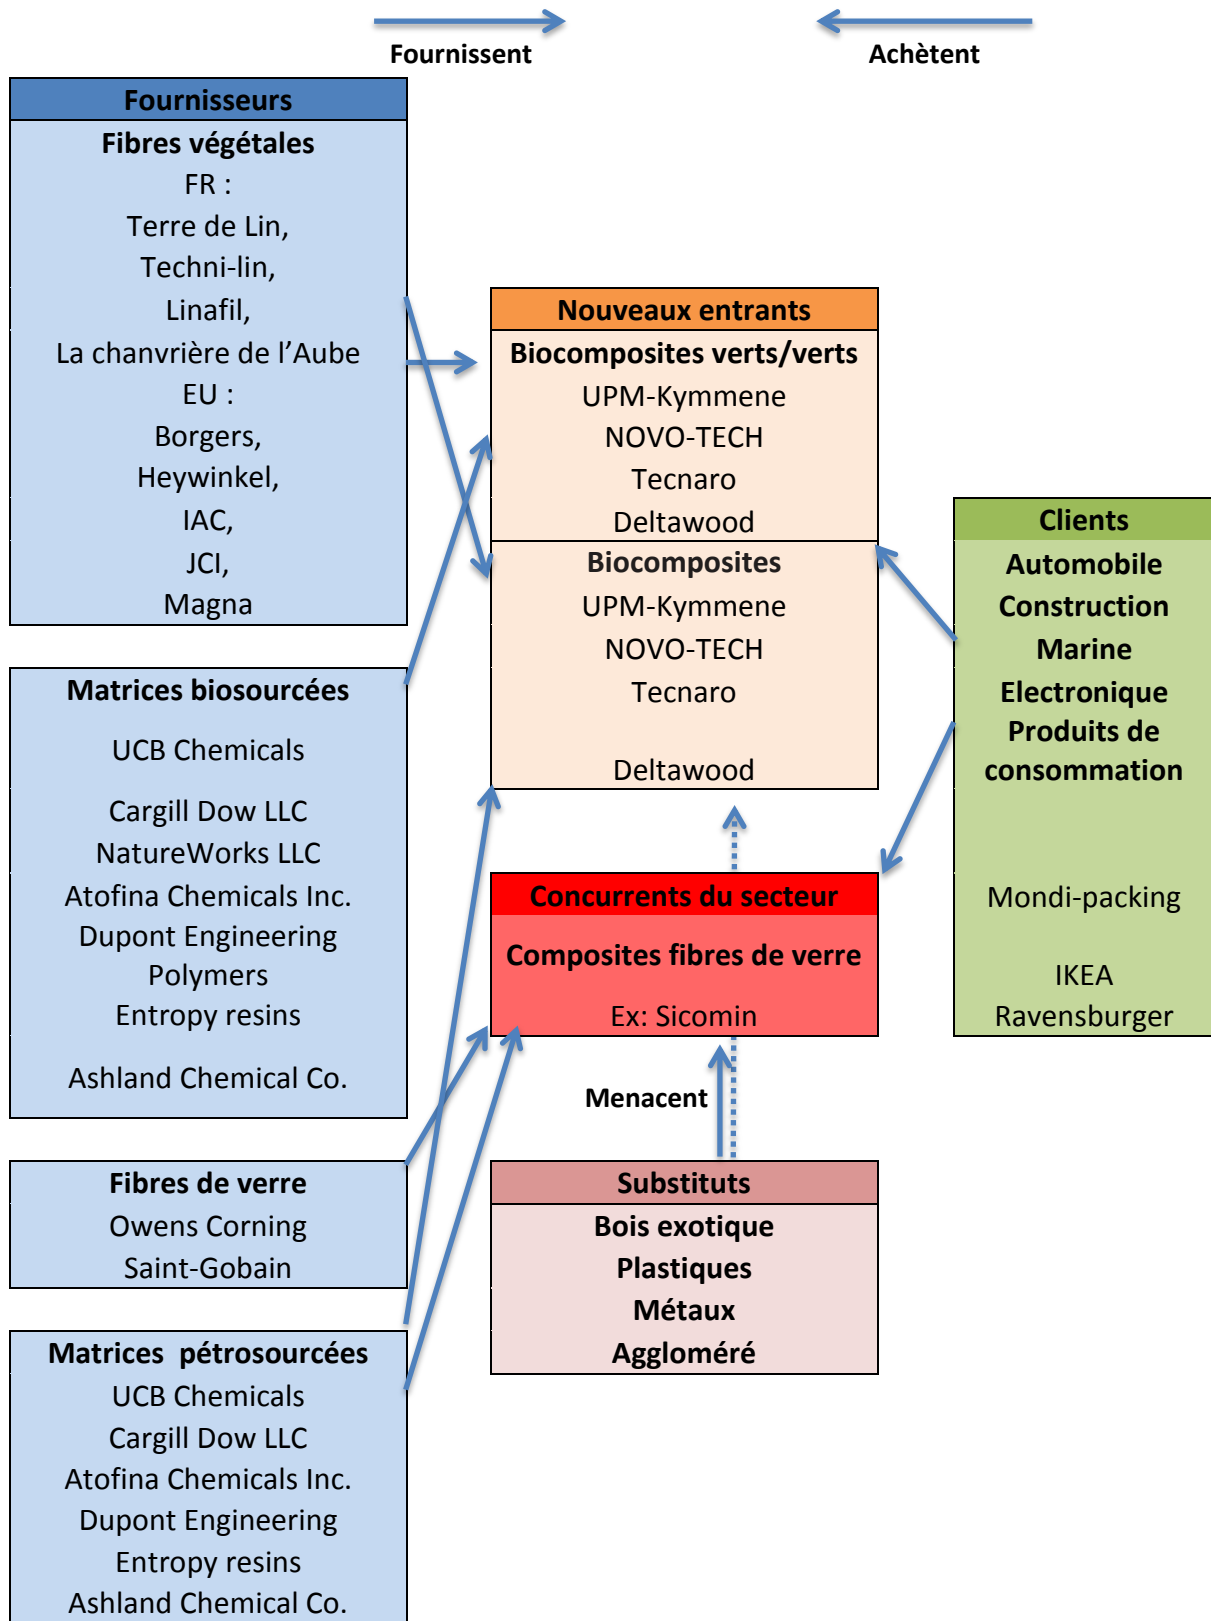 Fournissent
Achètent
Fournisseurs
Fibres végétales
FR :
Terre de Lin,
Techni-lin,
Linafil,
La chanvrière de l’Aube
EU :
Borgers,
Heywinkel,
IAC,
JCI,
Magna
Matrices biosourcées
UCB Chemicals
Cargill Dow LLC
NatureWorks LLC
Atofina Chemicals Inc.
Dupont Engineering
Polymers
Entropy resins
Ashland Chemical Co.
Fibres de verre
Owens Corning
Saint-Gobain
Matrices pétrosourcées
UCB Chemicals
Cargill Dow LLC
Atofina Chemicals Inc.
Dupont Engineering
Entropy resins
Ashland Chemical Co.
Nouveaux entrants
Biocomposites verts/verts
UPM-Kymmene
NOVO-TECH
Tecnaro
Deltawood
Biocomposites
UPM-Kymmene
NOVO-TECH
Tecnaro
Deltawood
Concurrents du secteur
Composites fibres de verre
Ex: Sicomin
Menacent
Substituts
Bois exotique
Plastiques
Métaux
Aggloméré
Clients
Automobile
Construction
Marine
Electronique
Produits de
consommation
Mondi-packing
IKEA
Ravensburger